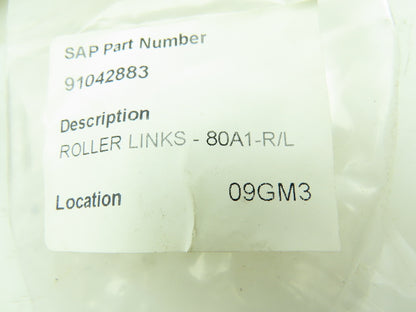 SAP Part Number
91042883
Description
ROLLER LINKS - 80A1-R/L
Location 09GM3